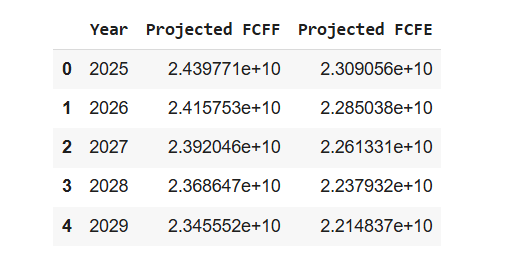 Year Projected FCFF Projected FCFE
0 2025 2.439771e+10 2.309056e+10
1 2026 2.415753e+10 2.285038e+10
2 2027 2.392046e+10 2.261331e+10
3 2028 2.368647e+10 2.237932e+10
4 2029 2.345552e+10 2.214837e+10